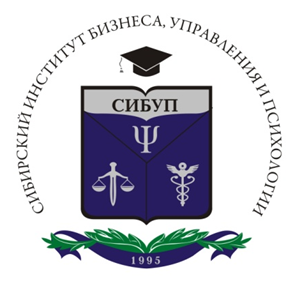 СИБИРСКИЙ ИНСТИТУТ БИЗНЕСА, УПРАВЛЕНИЯ И ПСИХОЛОГИИ
СИБУП
Ψ
1995